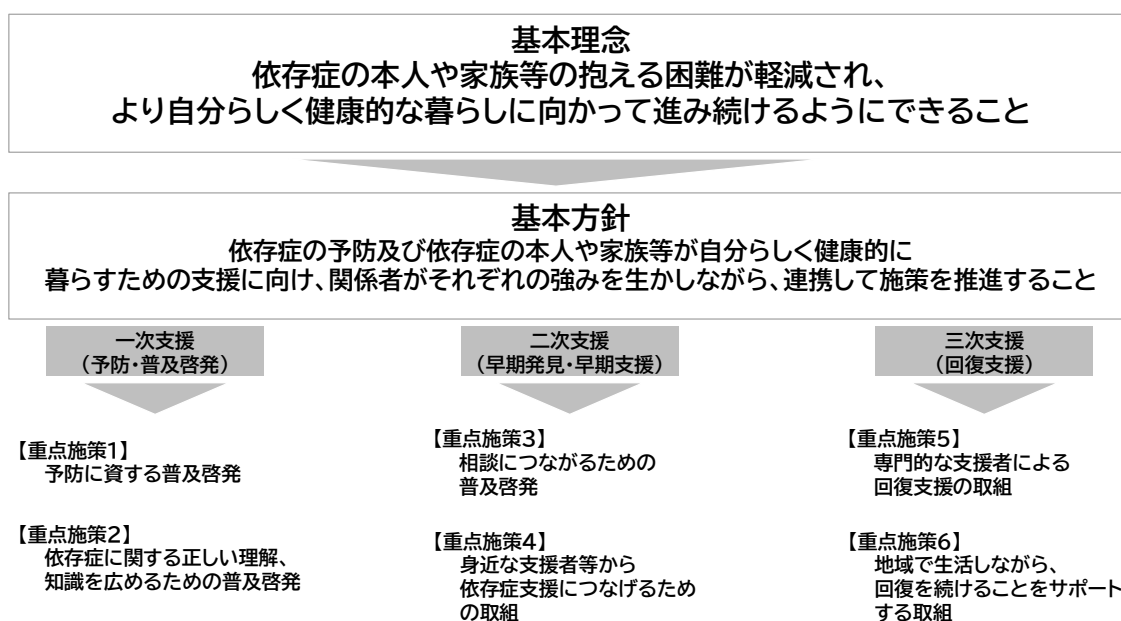 基本理念
依存症の本人や家族等の抱える困難が軽減され、
より自分らしく健康的な暮らしに向かって進み続けるようにできること
基本方針
依存症の予防及び依存症の本人や家族等が自分らしく健康的に
暮らすための支援に向け、関係者がそれぞれの強みを生かしながら、連携して施策を推進すること
一次支援
(予防・普及啓発)
【重点施策1】
予防に資する普及啓発
【重点施策2】
依存症に関する正しい理解、
知識を広めるための普及啓発
二次支援
(早期発見・早期支援)
【重点施策3】
相談につながるための
普及啓発
【重点施策4】
身近な支援者等から
依存症支援につなげるため
の取組
三次支援
(回復支援)
【重点施策5】
専門的な支援者による
回復支援の取組
【重点施策6】
地域で生活しながら、
回復を続けることをサポート
する取組